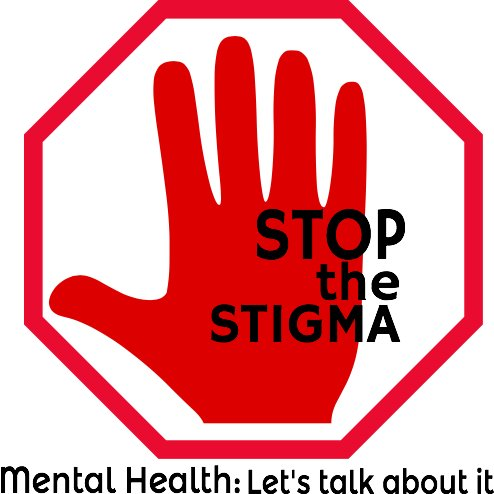 STOP
the
STIGMA
Mental Health: Let's talk about it